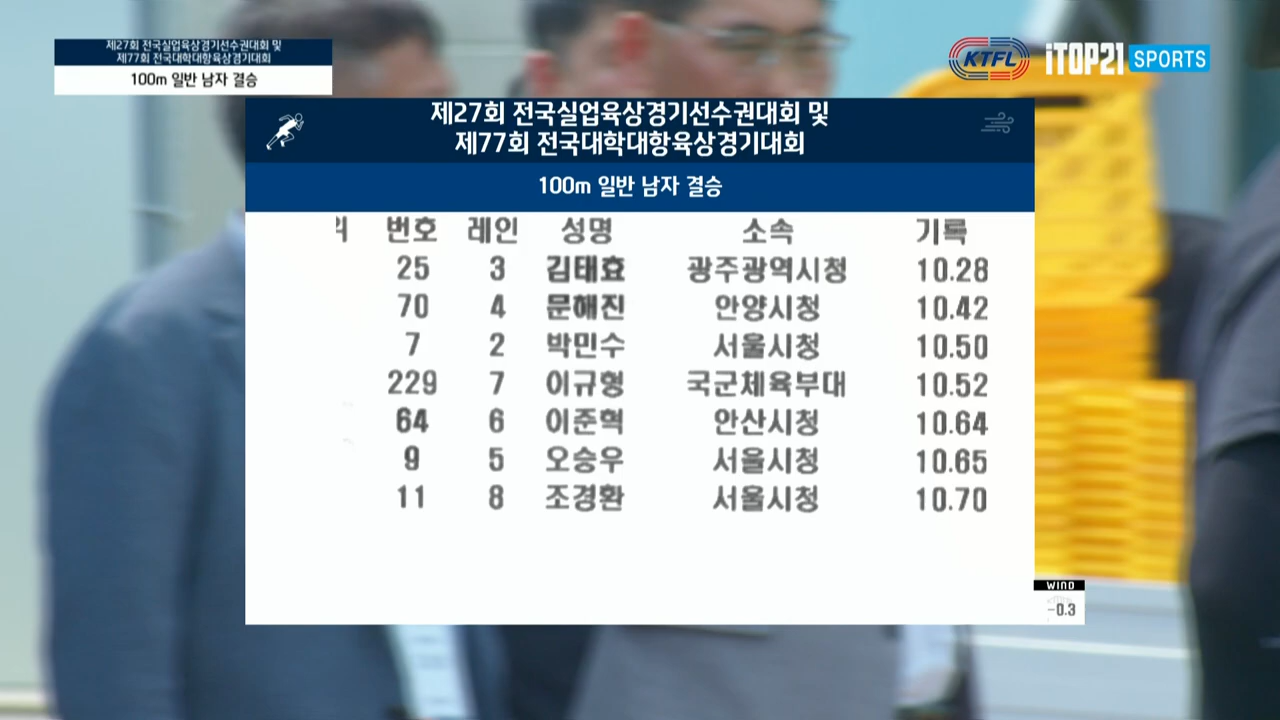 제27회 전국실업육상경기선수권대회 및
제77회 전국대학대항육상경기대회
100m 일반 남자 결승
KTFL iTOP21 SPORTS
제27회 전국실업육상경기선수권대회 및
제77회 전국대학대항육상경기대회
100m 일반 남자 결승
번호 레인 성명 소속 기록
25 3 김태효 광주광역시청 10.28
70 4 문해진 안양시청 10.42
7 2 박민수 서울시청 10.50
229 7 이규형 국군체육부대 10.52
64 6 이준혁 안산시청 10.64
9 5 오승우 서울시청 10.65
11 8 조경환 서울시청 10.70
WIND
-0.3